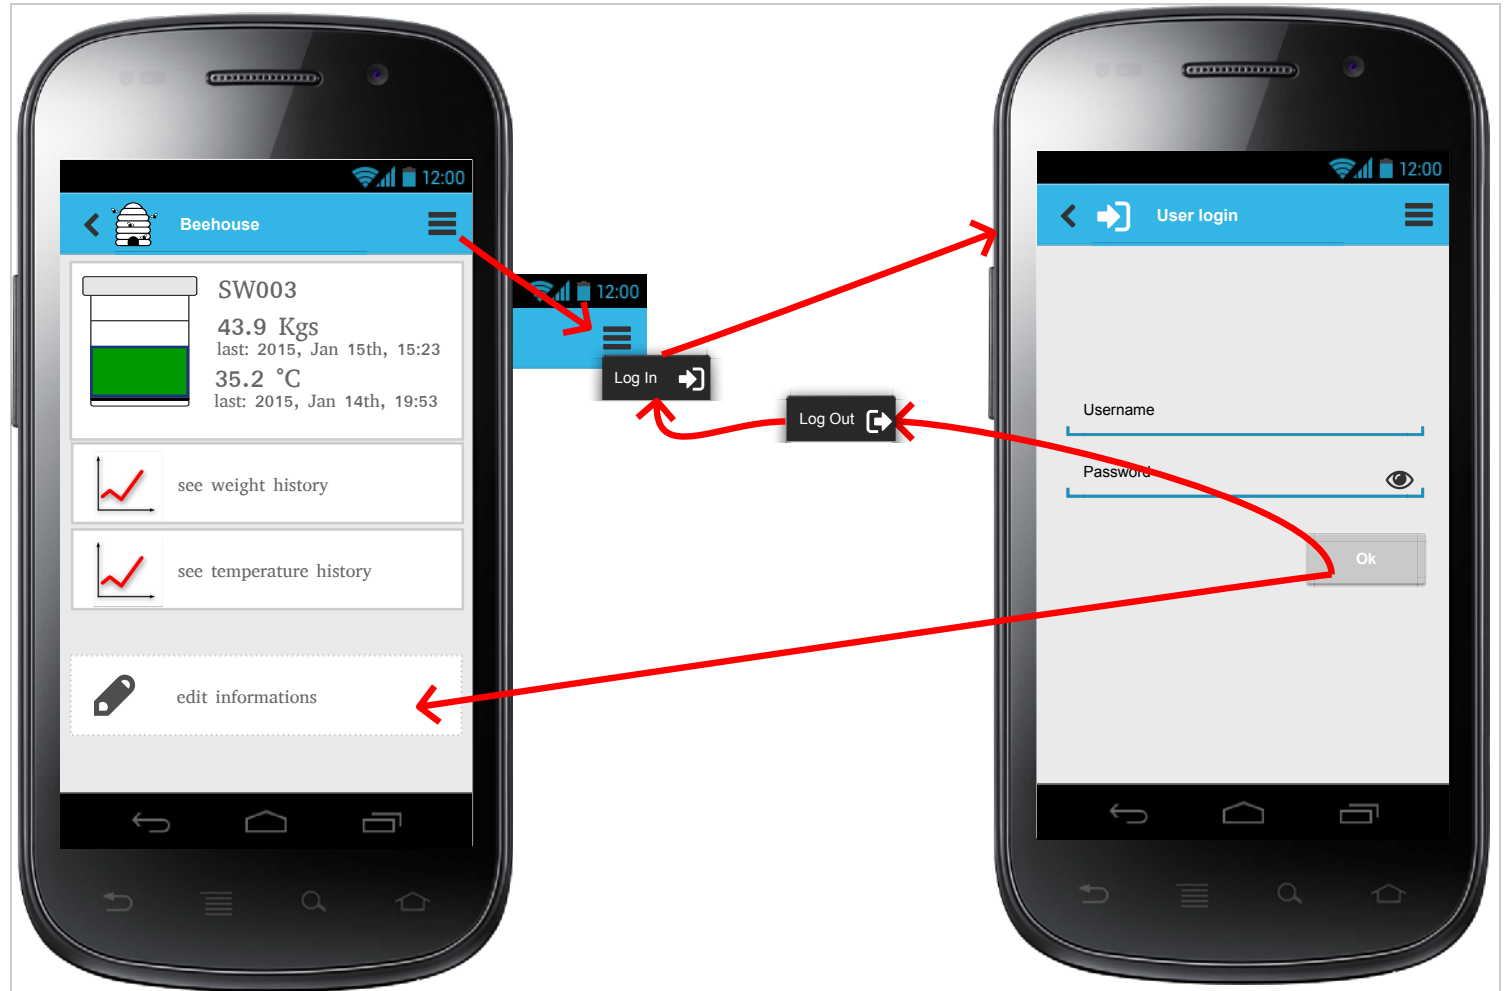 12:00
Beehouse
SW003
43.9 Kgs
last: 2015, Jan 15th, 15:23
35.2 °C
last: 2015, Jan 14th, 19:53
see weight history
see temperature history
edit informations
12:00
Log In
Log Out
12:00
User login
Username
Password
Ok